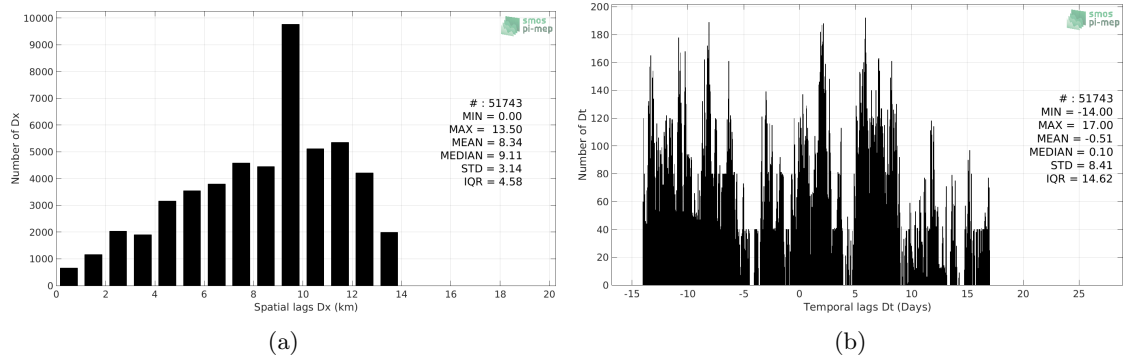 10000
9000
8000
7000
6000
5000
4000
3000
2000
1000
0
Number of Dx
0 2 4 6 8 10 12 14 16 18 20
Spatial lags Dx (km)
smos
pi-mep
# : 51743
MIN = 0.00
MAX = 13.50
MEAN = 8.34
MEDIAN = 9.11
STD = 3.14
IQR = 4.58
(a)
200
180
160
140
120
100
80
60
40
20
0
Number of Dt
-15 -10 -5 0 5 10 15 20 25
Temporal lags Dt (Days)
smos
pi-mep
# : 51743
MIN = -14.00
MAX = 17.00
MEAN = -0.51
MEDIAN = 0.10
STD = 8.41
IQR = 14.62
(b)